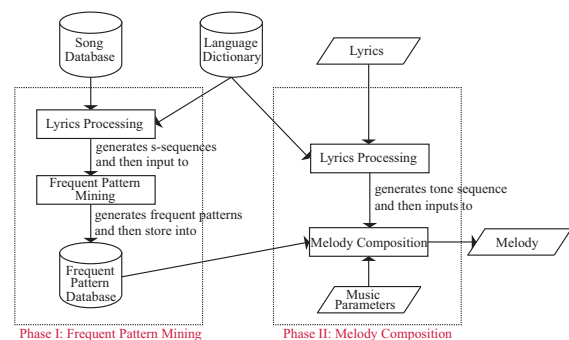 Song
Database
Language
Dictionary
Lyrics
Lyrics Processing
generates s-sequences
and then input to
Frequent Pattern
Mining
generates frequent patterns
and then store into
Frequent
Pattern
Database
Lyrics Processing
generates tone sequence
and then inputs to
Melody Composition
Melody
Music
Parameters
Phase I: Frequent Pattern Mining
Phase II: Melody Composition